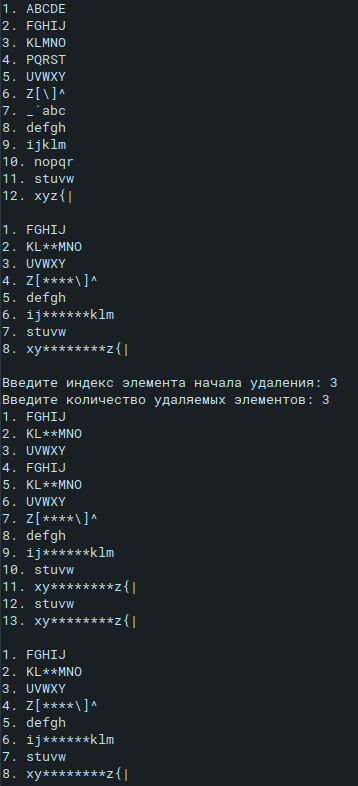 1. ABCDE
2. FGHIJ
3. KLMNO
4. PQRST
5. UVWXY
6. Z[\]^
7. _`abc
8. defgh
9. ijklm
10. nopqr
11. stuvw
12. xyz{|
1. FGHIJ
2. KL**MNO
3. UVWXY
4. Z[****\]^
5. defgh
6. ij******klm
7. stuvw
8. xy********z{|
Введите индекс элемента начала удаления: 3
Введите количество удаляемых элементов: 3
1. FGHIJ
2. KL**MNO
3. UVWXY
4. FGHIJ
5. KL**MNO
6. UVWXY
7. Z[****\]^
8. defgh
9. ij******klm
10. stuvw
11. xy********z{|
12. stuvw
13. xy********z{|
1. FGHIJ
2. KL**MNO
3. UVWXY
4. Z[****\]^
5. defgh
6. ij******klm
7. stuvw
8. xy********z{|